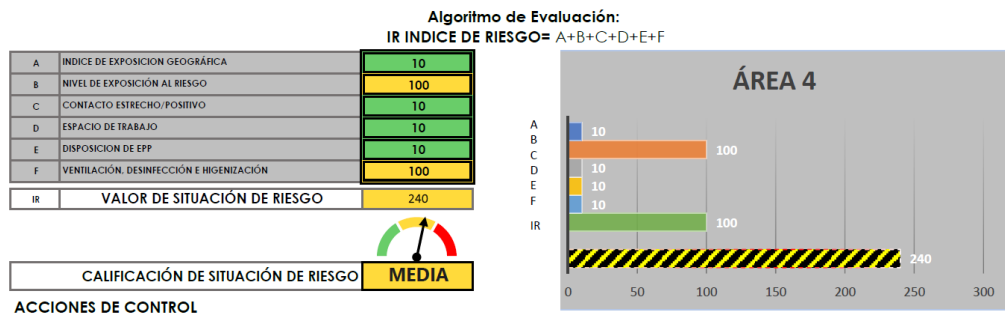 Algoritmo de Evaluación:
IR INDICE DE RIESGO= A+B+C+D+E+F
A INDICE DE EXPOSICION GEOGRÁFICA 10
B NIVEL DE EXPOSICIÓN AL RIESGO 100
C CONTACTO ESTRECHO/POSITIVO 10
D ESPACIO DE TRABAJO 10
E DISPOSICION DE EPP 10
F VENTILACIÓN, DESINFECCIÓN E HIGENIZACIÓN 100
IR VALOR DE SITUACIÓN DE RIESGO 240
CALIFICACIÓN DE SITUACIÓN DE RIESGO MEDIA
ACCIONES DE CONTROL
ÁREA 4
A 10
B 100
C 10
D 10
E 10
F 100
IR 240
0 50 100 150 200 250 300